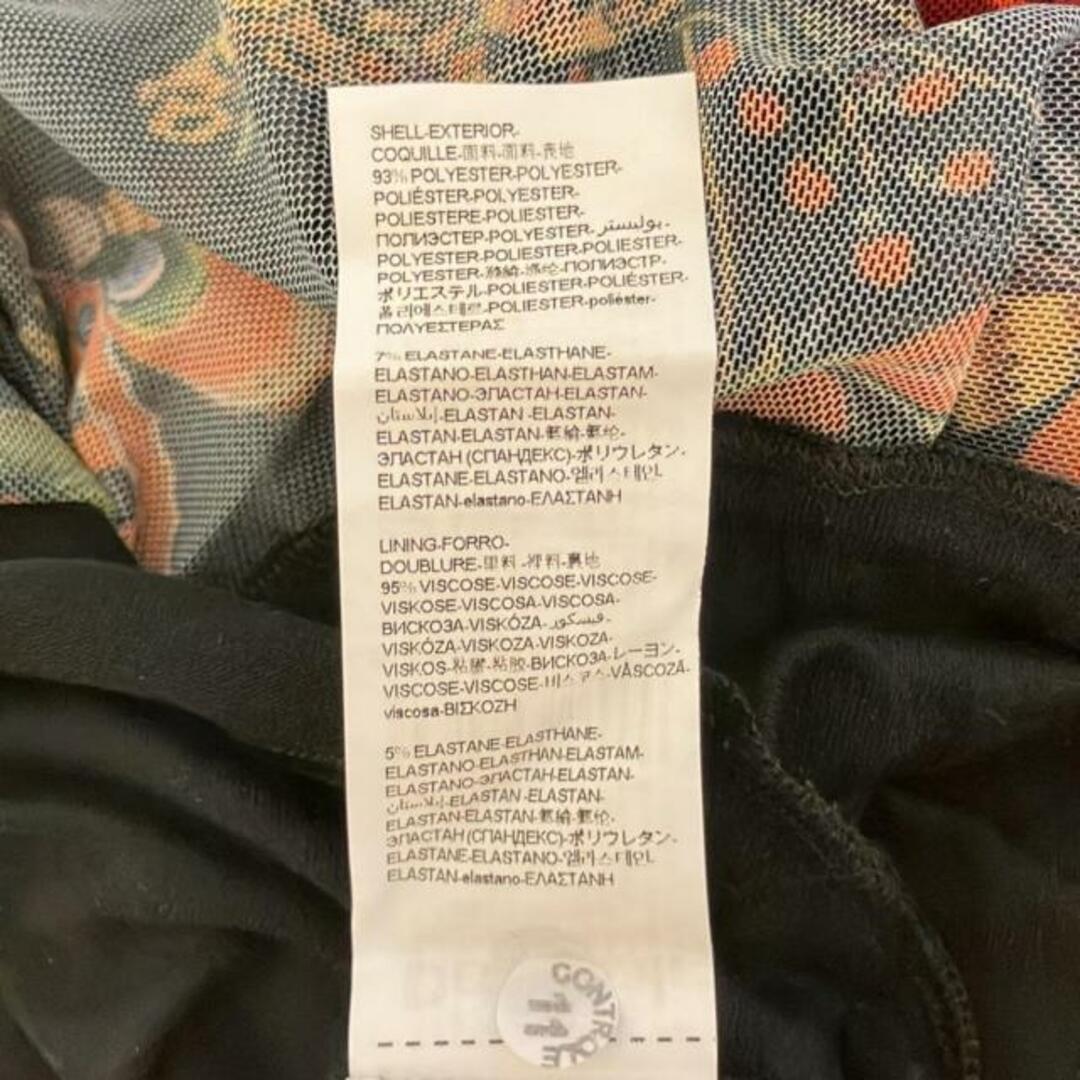 SHELL-EXTERIOR-
COQUILLE-面料-面料-表地
93% POLYESTER-POLYESTER-
POLIÉSTER-POLYESTER-
POLIESTERE-POLIESTER-
ПОЛИЭСТЕР-POLYESTER-بوليستر-
POLYESTER-POLIESTER-POLIESTER-
POLYESTER-滌綸-涤纶-ПОЛИЭСТР-
ポリエステル-POLIESTER-POLIÉSTER-
폴리에스테르-POLIESTER-poliéster-
ΠΟΛΥΕΣΤΕΡΑΣ
7% ELASTANE-ELASTHANE-
ELASTANO-ELASTHAN-ELASTAM-
ELASTANO-ЭЛАСТАН-ELASTAN-
إيلاستان-ELASTAN -ELASTAN-
ELASTAN-ELASTAN-氨綸-氨纶-
ЭЛАСТАН (СПАНДЕКС)-ポリウレタン-
ELASTANE-ELASTANO-엘라스테인-
ELASTAN-elastano-ΕΛΑΣΤΑΝΗ
LINING-FORRO-
DOUBLURE-里料-裡料-裏地
95% VISCOSE-VISCOSE-VISCOSE-
VISKOSE-VISCOSA-VISCOSA-
ВИСКОЗА-VISKÓZA-فيسكوز-
VISKÓZA-VISKOZA-VISKOZA-
VISKOS-粘膠-粘胶-ВИСКОЗА-レーヨン-
VISCOSE-VISCOSE-비스코스-VÂSCOZĂ-
viscosa-ΒΙΣΚΟΖΗ
5% ELASTANE-ELASTHANE-
ELASTANO-ELASTHAN-ELASTAM-
ELASTANO-ЭЛАСТАН-ELASTAN-
إيلاستان-ELASTAN -ELASTAN-
ELASTAN-ELASTAN-氨綸-氨纶-
ЭЛАСТАН (СПАНДЕКС)-ポリウレタン-
ELASTANE-ELASTANO-엘라스테인-
ELASTAN-elastano-ΕΛΑΣΤΑΝΗ
CONTROLE
14